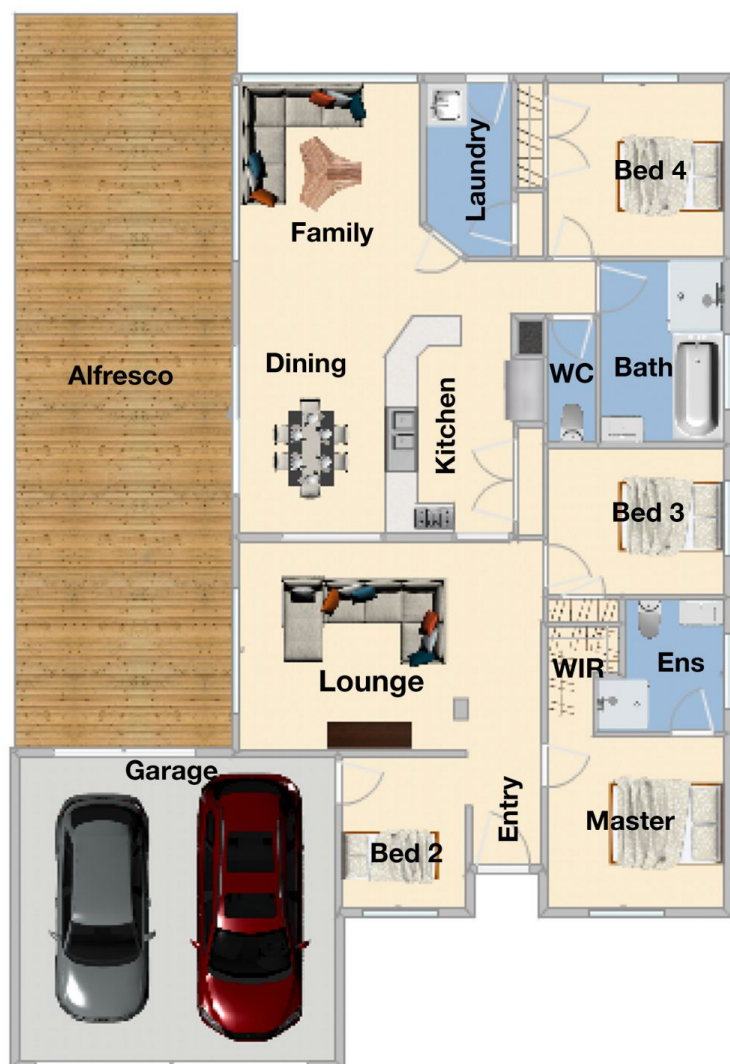 Laundry
Bed 4
Family
Alfresco
Dining
Kitchen
WC
Bath
Bed 3
Lounge
WIR
Ens
Garage
Entry
Bed 2
Master